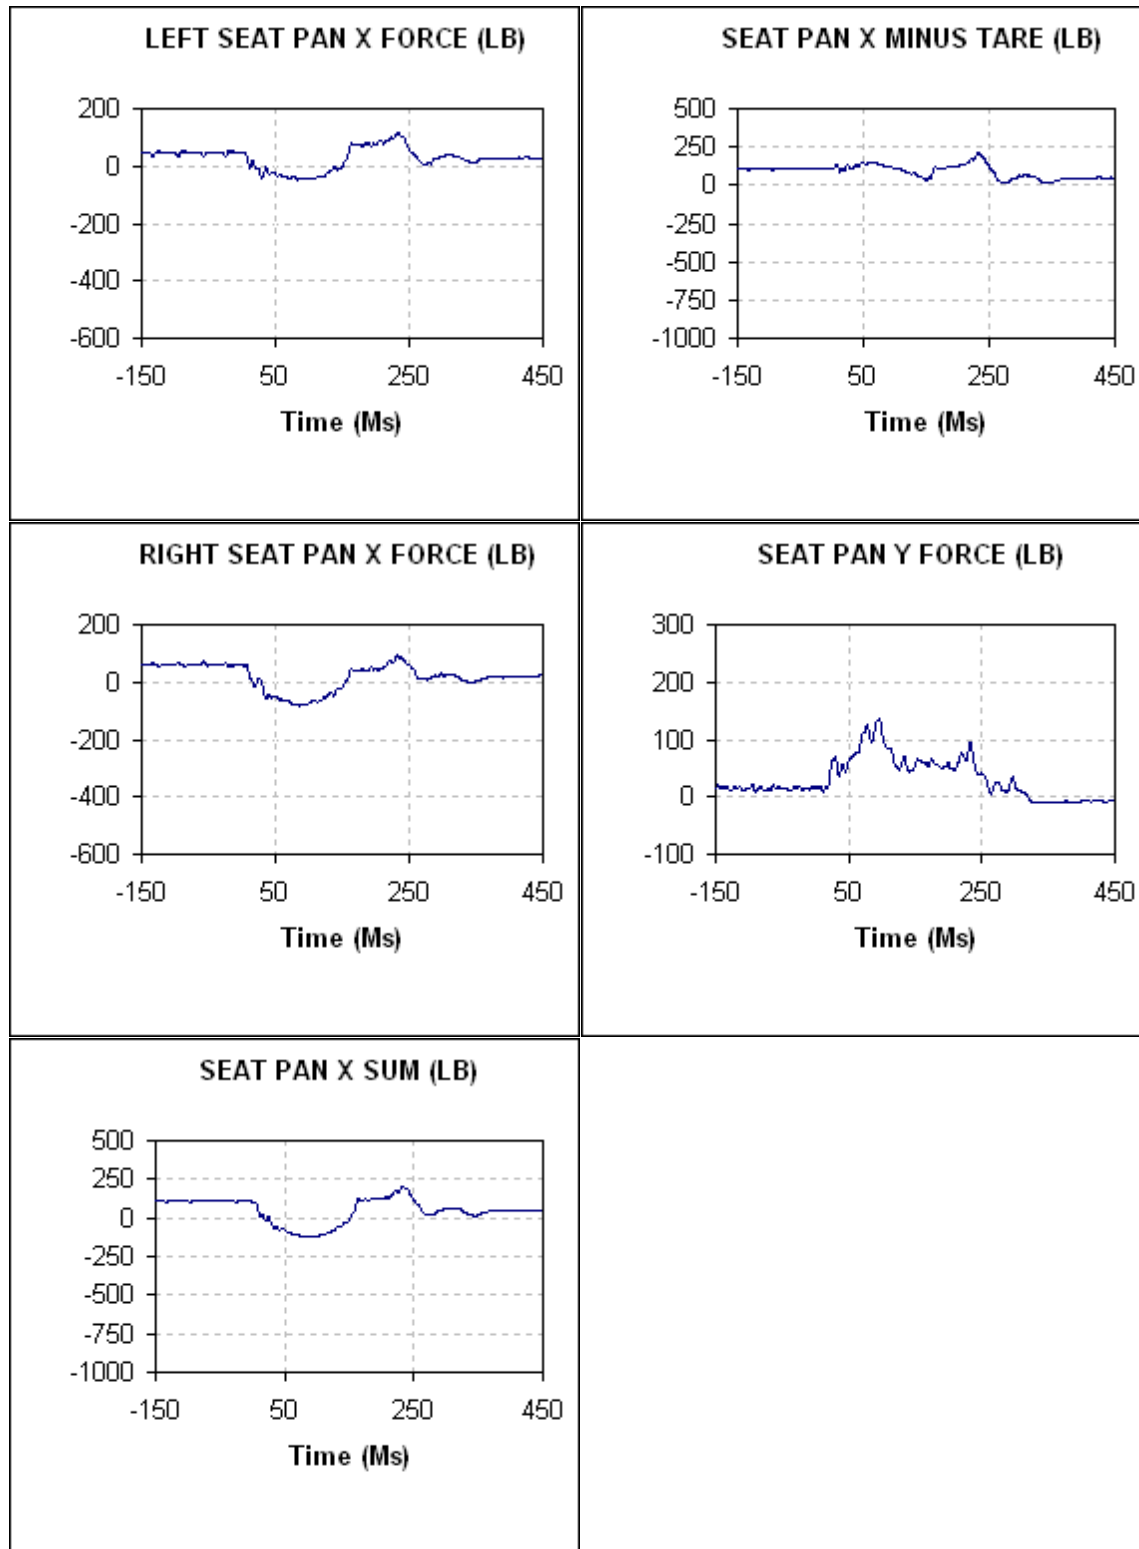 LEFT SEAT PAN X FORCE (LB)
200
0
-200
-400
-600
-150 50 250 450
Time (Ms)
SEAT PAN X MINUS TARE (LB)
500
250
0
-250
-500
-750
-1000
-150 50 250 450
Time (Ms)
RIGHT SEAT PAN X FORCE (LB)
200
0
-200
-400
-600
-150 50 250 450
Time (Ms)
SEAT PAN Y FORCE (LB)
300
200
100
0
-100
-150 50 250 450
Time (Ms)
SEAT PAN X SUM (LB)
500
250
0
-250
-500
-750
-1000
-150 50 250 450
Time (Ms)